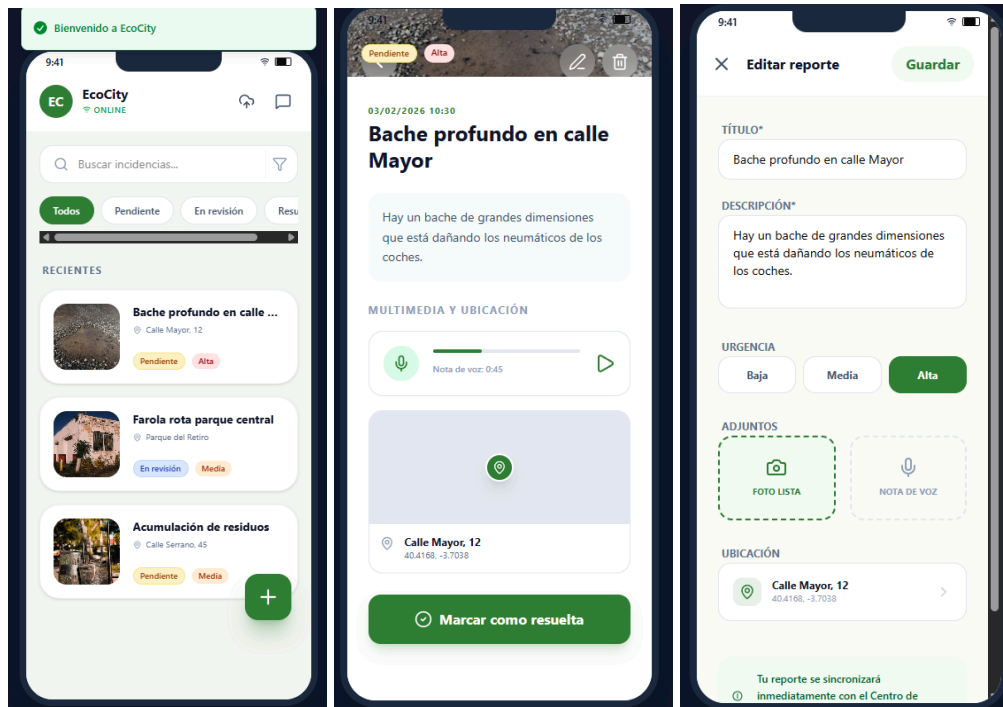 Bienvenido a EcoCity
9:41
EC
EcoCity
ONLINE
Buscar incidencias...
Todos
Pendiente
En revisión
Resu
RECIENTES
Bache profundo en calle ...
Calle Mayor, 12
Pendiente
Alta
Farola rota parque central
Parque del Retiro
En revisión
Media
Acumulación de residuos
Calle Serrano, 45
Pendiente
Media
9:41
Pendiente
Alta
03/02/2026 10:30
Bache profundo en calle
Mayor
Hay un bache de grandes dimensiones
que está dañando los neumáticos de los
coches.
MULTIMEDIA Y UBICACIÓN
Nota de voz: 0:45
Calle Mayor, 12
40.4168, -3.7038
Marcar como resuelta
9:41
Editar reporte
Guardar
TÍTULO*
Bache profundo en calle Mayor
DESCRIPCIÓN*
Hay un bache de grandes dimensiones
que está dañando los neumáticos de
los coches.
URGENCIA
Baja
Media
Alta
ADJUNTOS
FOTO LISTA
NOTA DE VOZ
UBICACIÓN
Calle Mayor, 12
40.4168, -3.7038
Tu reporte se sincronizará
inmediatamente con el Centro de